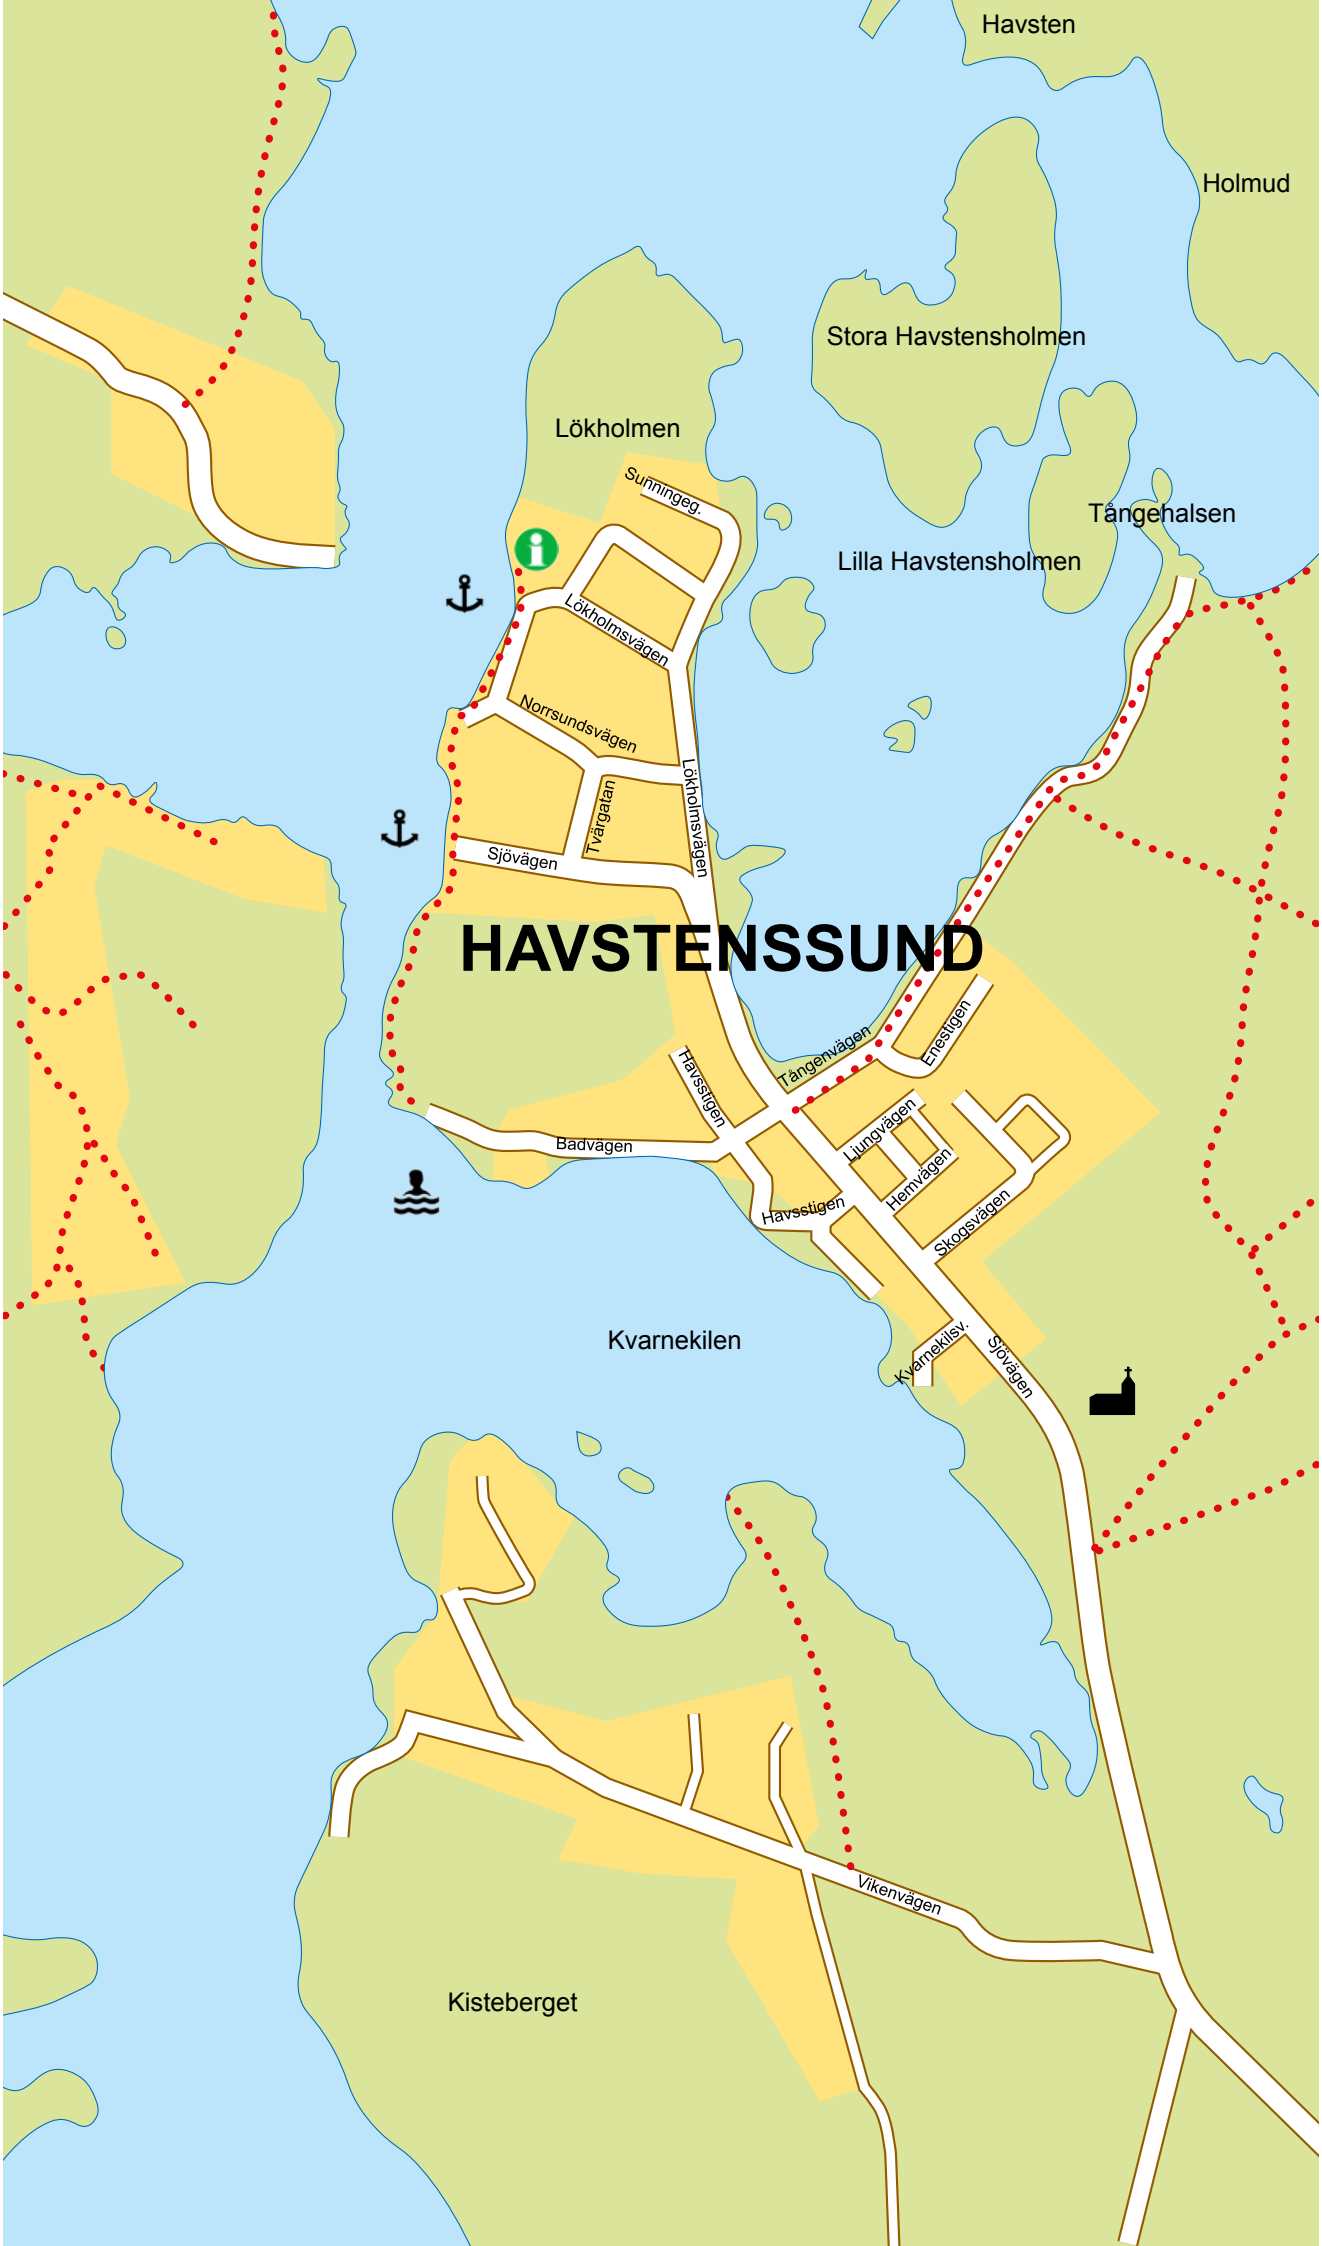 Havsten
Holmud
Stora Havstensholmen
Lökholmen
Sunningeg.
Tångehalsen
Lilla Havstensholmen
Lökholmsvägen
Norrsundsvägen
Lökholmsvägen
Tvärgatan
Sjövägen
HAVSTENSSUND
Enestigen
Tångenvägen
Havsstigen
Ljungvägen
Badvägen
Hemvägen
Havsstigen
Skogsvägen
Kvarnekilen
Kvarnekilsv.
Sjövägen
Vikenvägen
Kisteberget